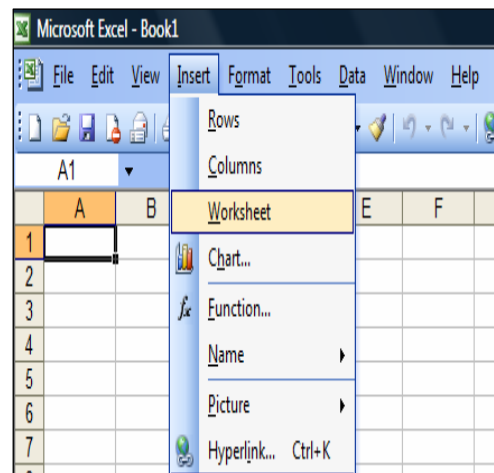 Microsoft Excel - Book1
File Edit View Insert Format Tools Data Window Help
A1
A B E F
Rows
Columns
Worksheet
Chart...
fx Function...
Name
Picture
Hyperlink... Ctrl+K
1
2
3
4
5
6
7